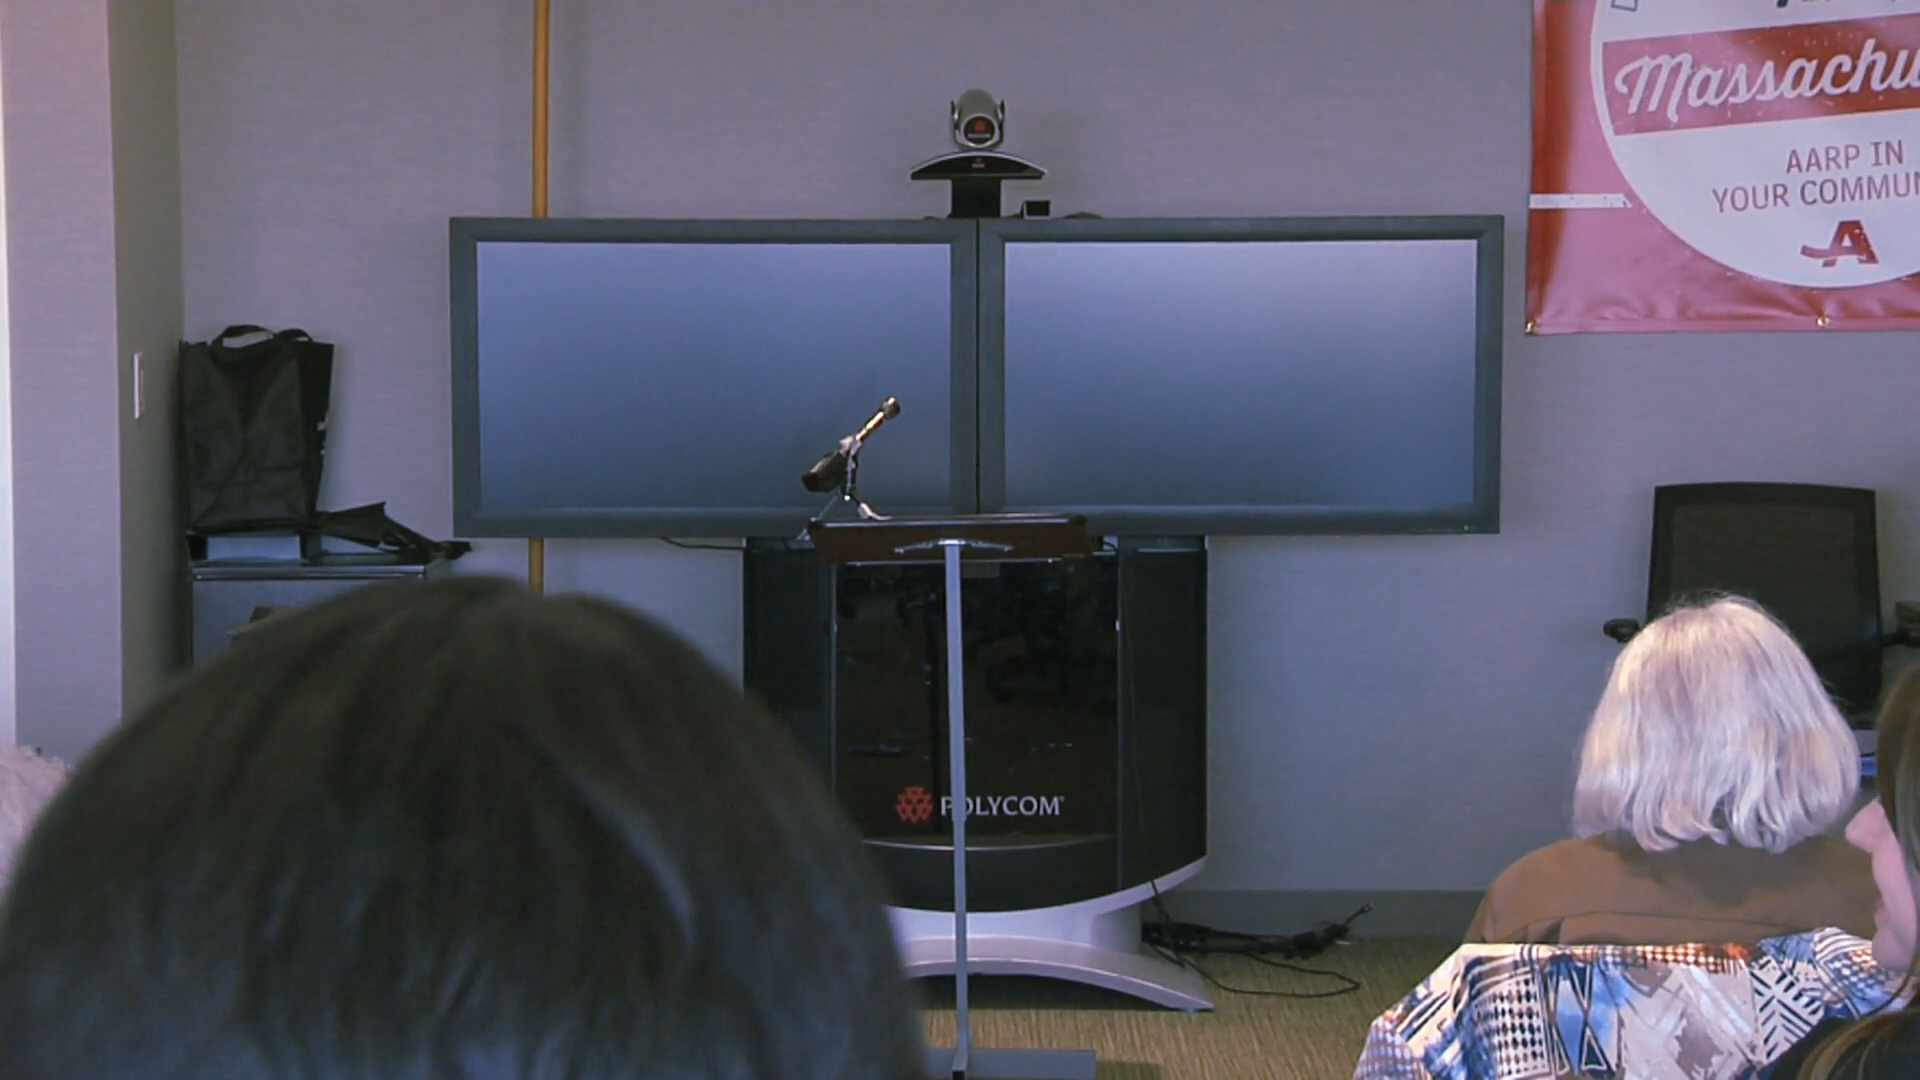 Massachu
AARP IN
YOUR COMMUN
A
POLYCOM